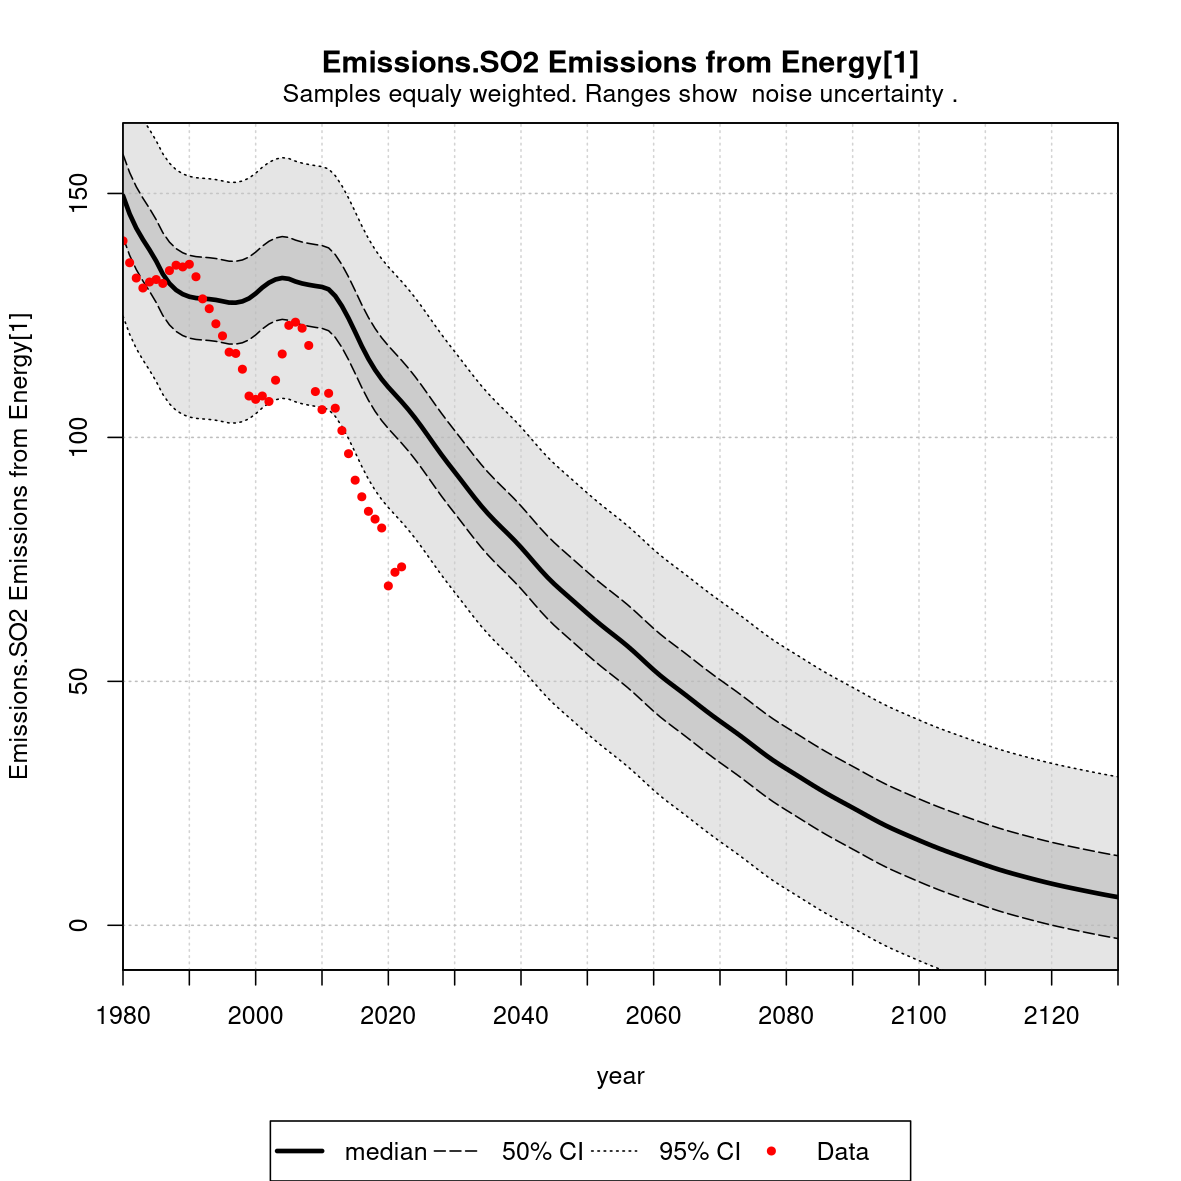 Emissions.SO2 Emissions from Energy[1]
Samples equaly weighted. Ranges show  noise uncertainty .
Emissions.SO2 Emissions from Energy[1]
150
100
50
0
1980 2000 2020 2040 2060 2080 2100 2120
year
median 50% CI 95% CI Data